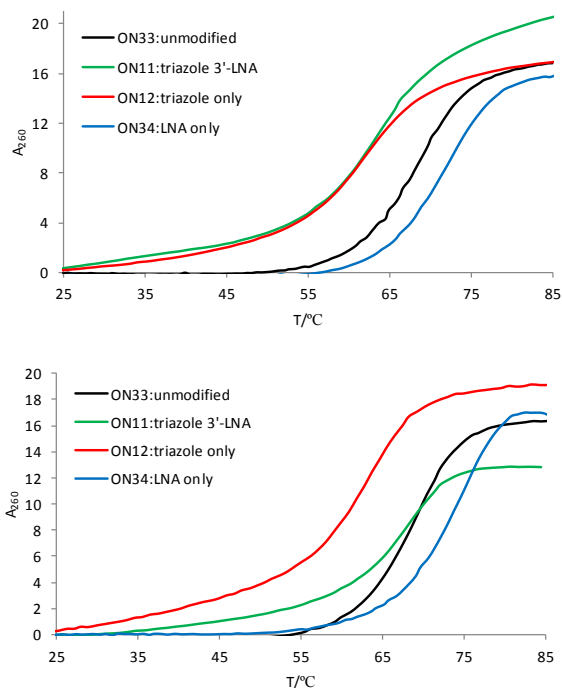 20
16
12
8
4
0
A260
ON33:unmodified
ON11:triazole 3'-LNA
ON12:triazole only
ON34:LNA only
25 35 45 55 65 75 85
T/℃
20
18
16
14
12
10
8
6
4
2
0
A260
ON33:unmodified
ON11:triazole 3'-LNA
ON12:triazole only
ON34:LNA only
25 35 45 55 65 75 85
T/℃